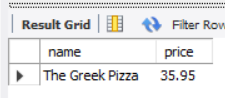 Result Grid Filter Row
name price
The Greek Pizza 35.95